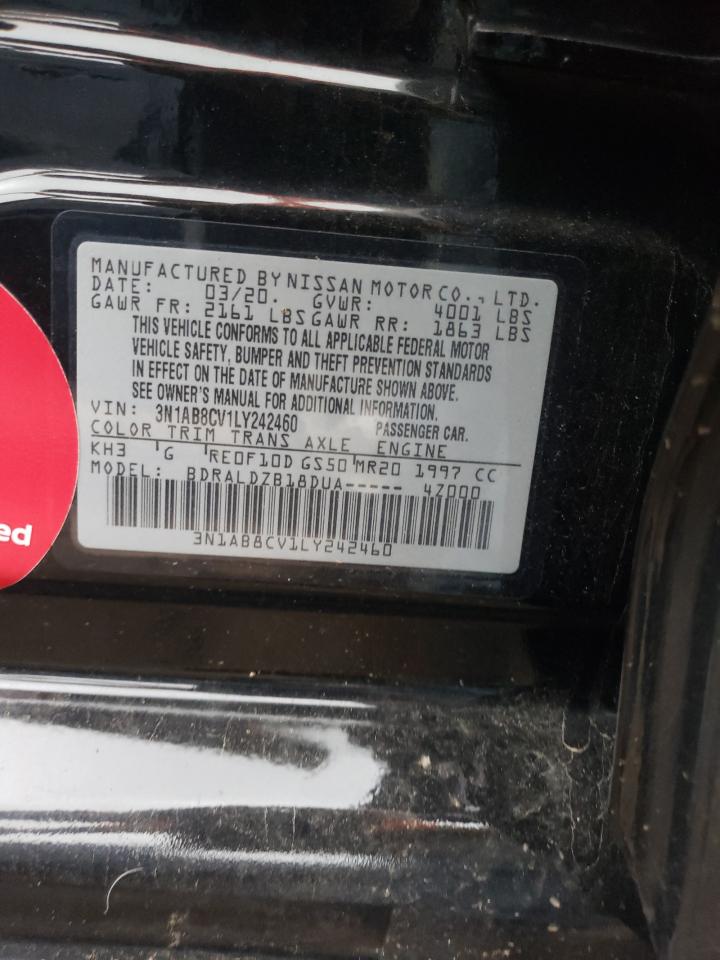 MANUFACTURED BY NISSAN MOTOR CO., LTD.
DATE: 03/20. GVWR: 4001 LBS
GAWR FR: 2161 LBS GAWR RR: 1863 LBS
THIS VEHICLE CONFORMS TO ALL APPLICABLE FEDERAL MOTOR
VEHICLE SAFETY, BUMPER AND THEFT PREVENTION STANDARDS
IN EFFECT ON THE DATE OF MANUFACTURE SHOWN ABOVE.
SEE OWNER'S MANUAL FOR ADDITIONAL INFORMATION.
VIN: 3N1AB8CV1LY242460 PASSENGER CAR.
COLOR TRIM TRANS AXLE ENGINE
KH3 G RE0F10D GS50 MR20 1997 CC
MODEL: BDRALDZB18DUA----- 4Z000
3N1AB8CV1LY242460
ed